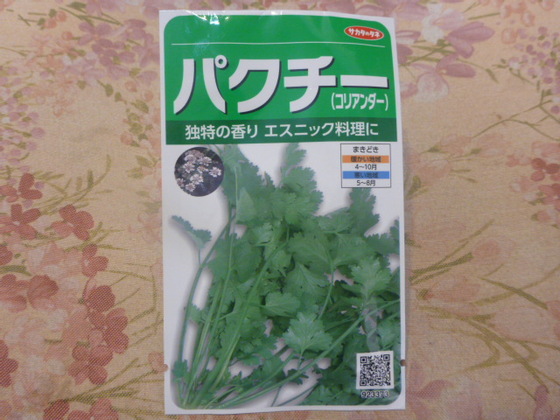 サカタのタネ
パクチー
(コリアンダー)
独特の香り エスニック料理に
まきどき
暖かい地域
4~10月
寒い地域
5~8月